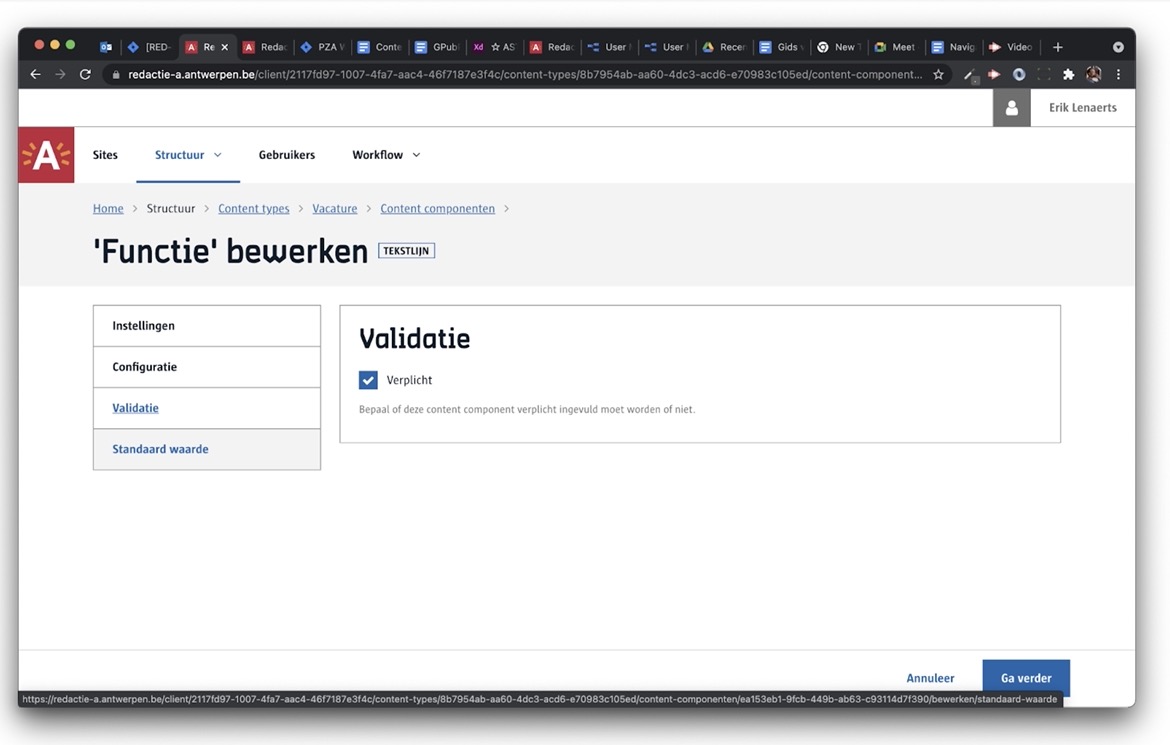 [RED-
Re
Redac
PZA
Conte
GPubl
Xd
AS
Redac
User
User
Recer
Gids
New
Meet
Navig
Video
redactie-a.antwerpen.be/client/2117fd97-1007-4fa7-aac4-46f7187e3f4c/content-types/8b7954ab-aa60-4dc3-acd6-e70983c105ed/content-component...
Erik Lenaerts
A
Sites
Structuur
Gebruikers
Workflow
Home > Structuur > Content types > Vacature > Content componenten >
'Functie' bewerken TEKSTLIJN
Instellingen
Configuratie
Validatie
Standaard waarde
Validatie
Verplicht
Bepaal of deze content component verplicht ingevuld moet worden of niet.
Annuleer
Ga verder
https://redactie-a.antwerpen.be/client/2117fd97-1007-4fa7-aac4-46f7187e3f4c/content-types/8b7954ab-aa60-4dc3-acd6-e70983c105ed/content-componenten/ea153eb1-9fcb-449b-ab63-c93114d7f390/bewerken/standaard-waarde